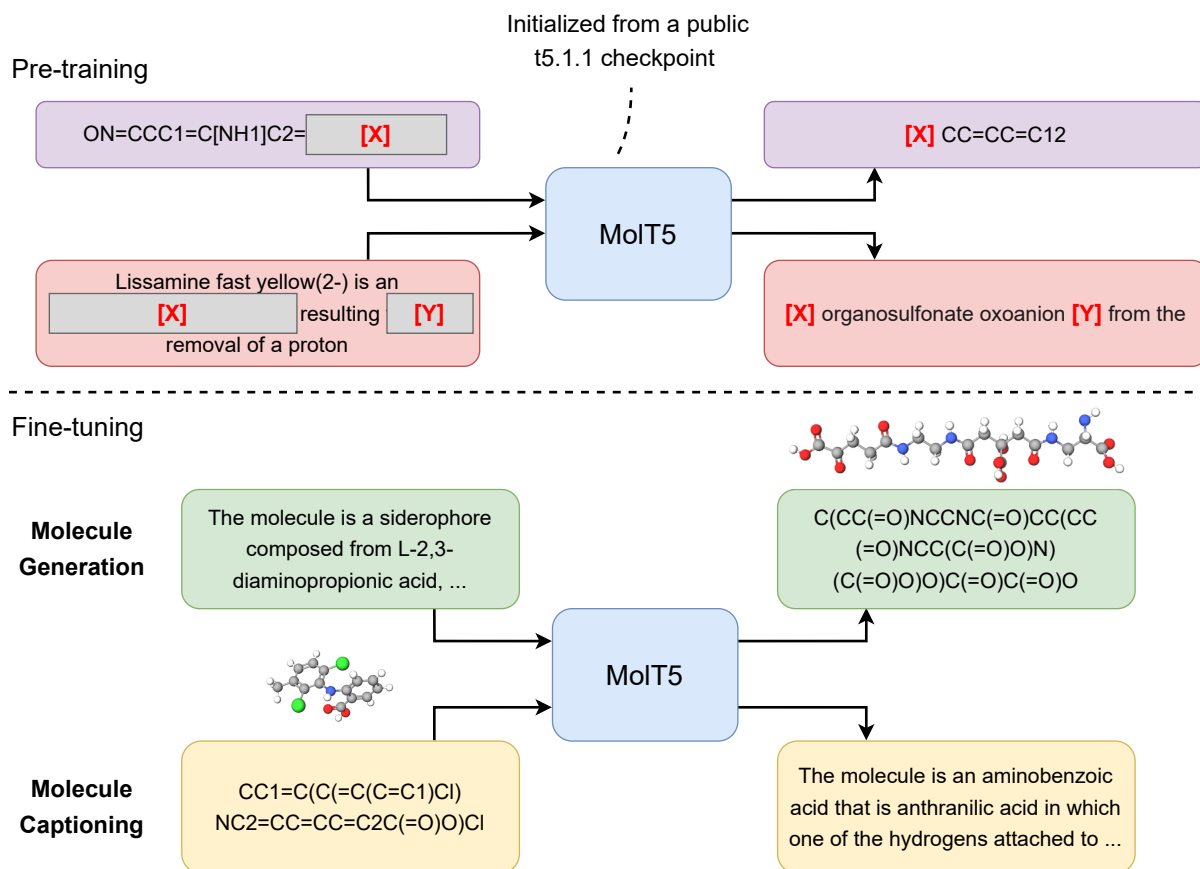 Initialized from a public
t5.1.1 checkpoint
Pre-training
ON=CCC1=C[NH1]C2= [X]
[X] CC=CC=C12
MolT5
Lissamine fast yellow(2-) is an
[X] resulting [Y]
removal of a proton
[X] organosulfonate oxoanion [Y] from the
Fine-tuning
Molecule
Generation
The molecule is a siderophore
composed from L-2,3-
diaminopropionic acid, ...
C(CC(=O)NCCNC(=O)CC(CC
(=O)NCC(C(=O)O)N)
(C(=O)O)O)C(=O)C(=O)O
MolT5
Molecule
Captioning
CC1=C(C(=C(C=C1)Cl)
NC2=CC=CC=C2C(=O)O)Cl
The molecule is an aminobenzoic
acid that is anthranilic acid in which
one of the hydrogens attached to ...